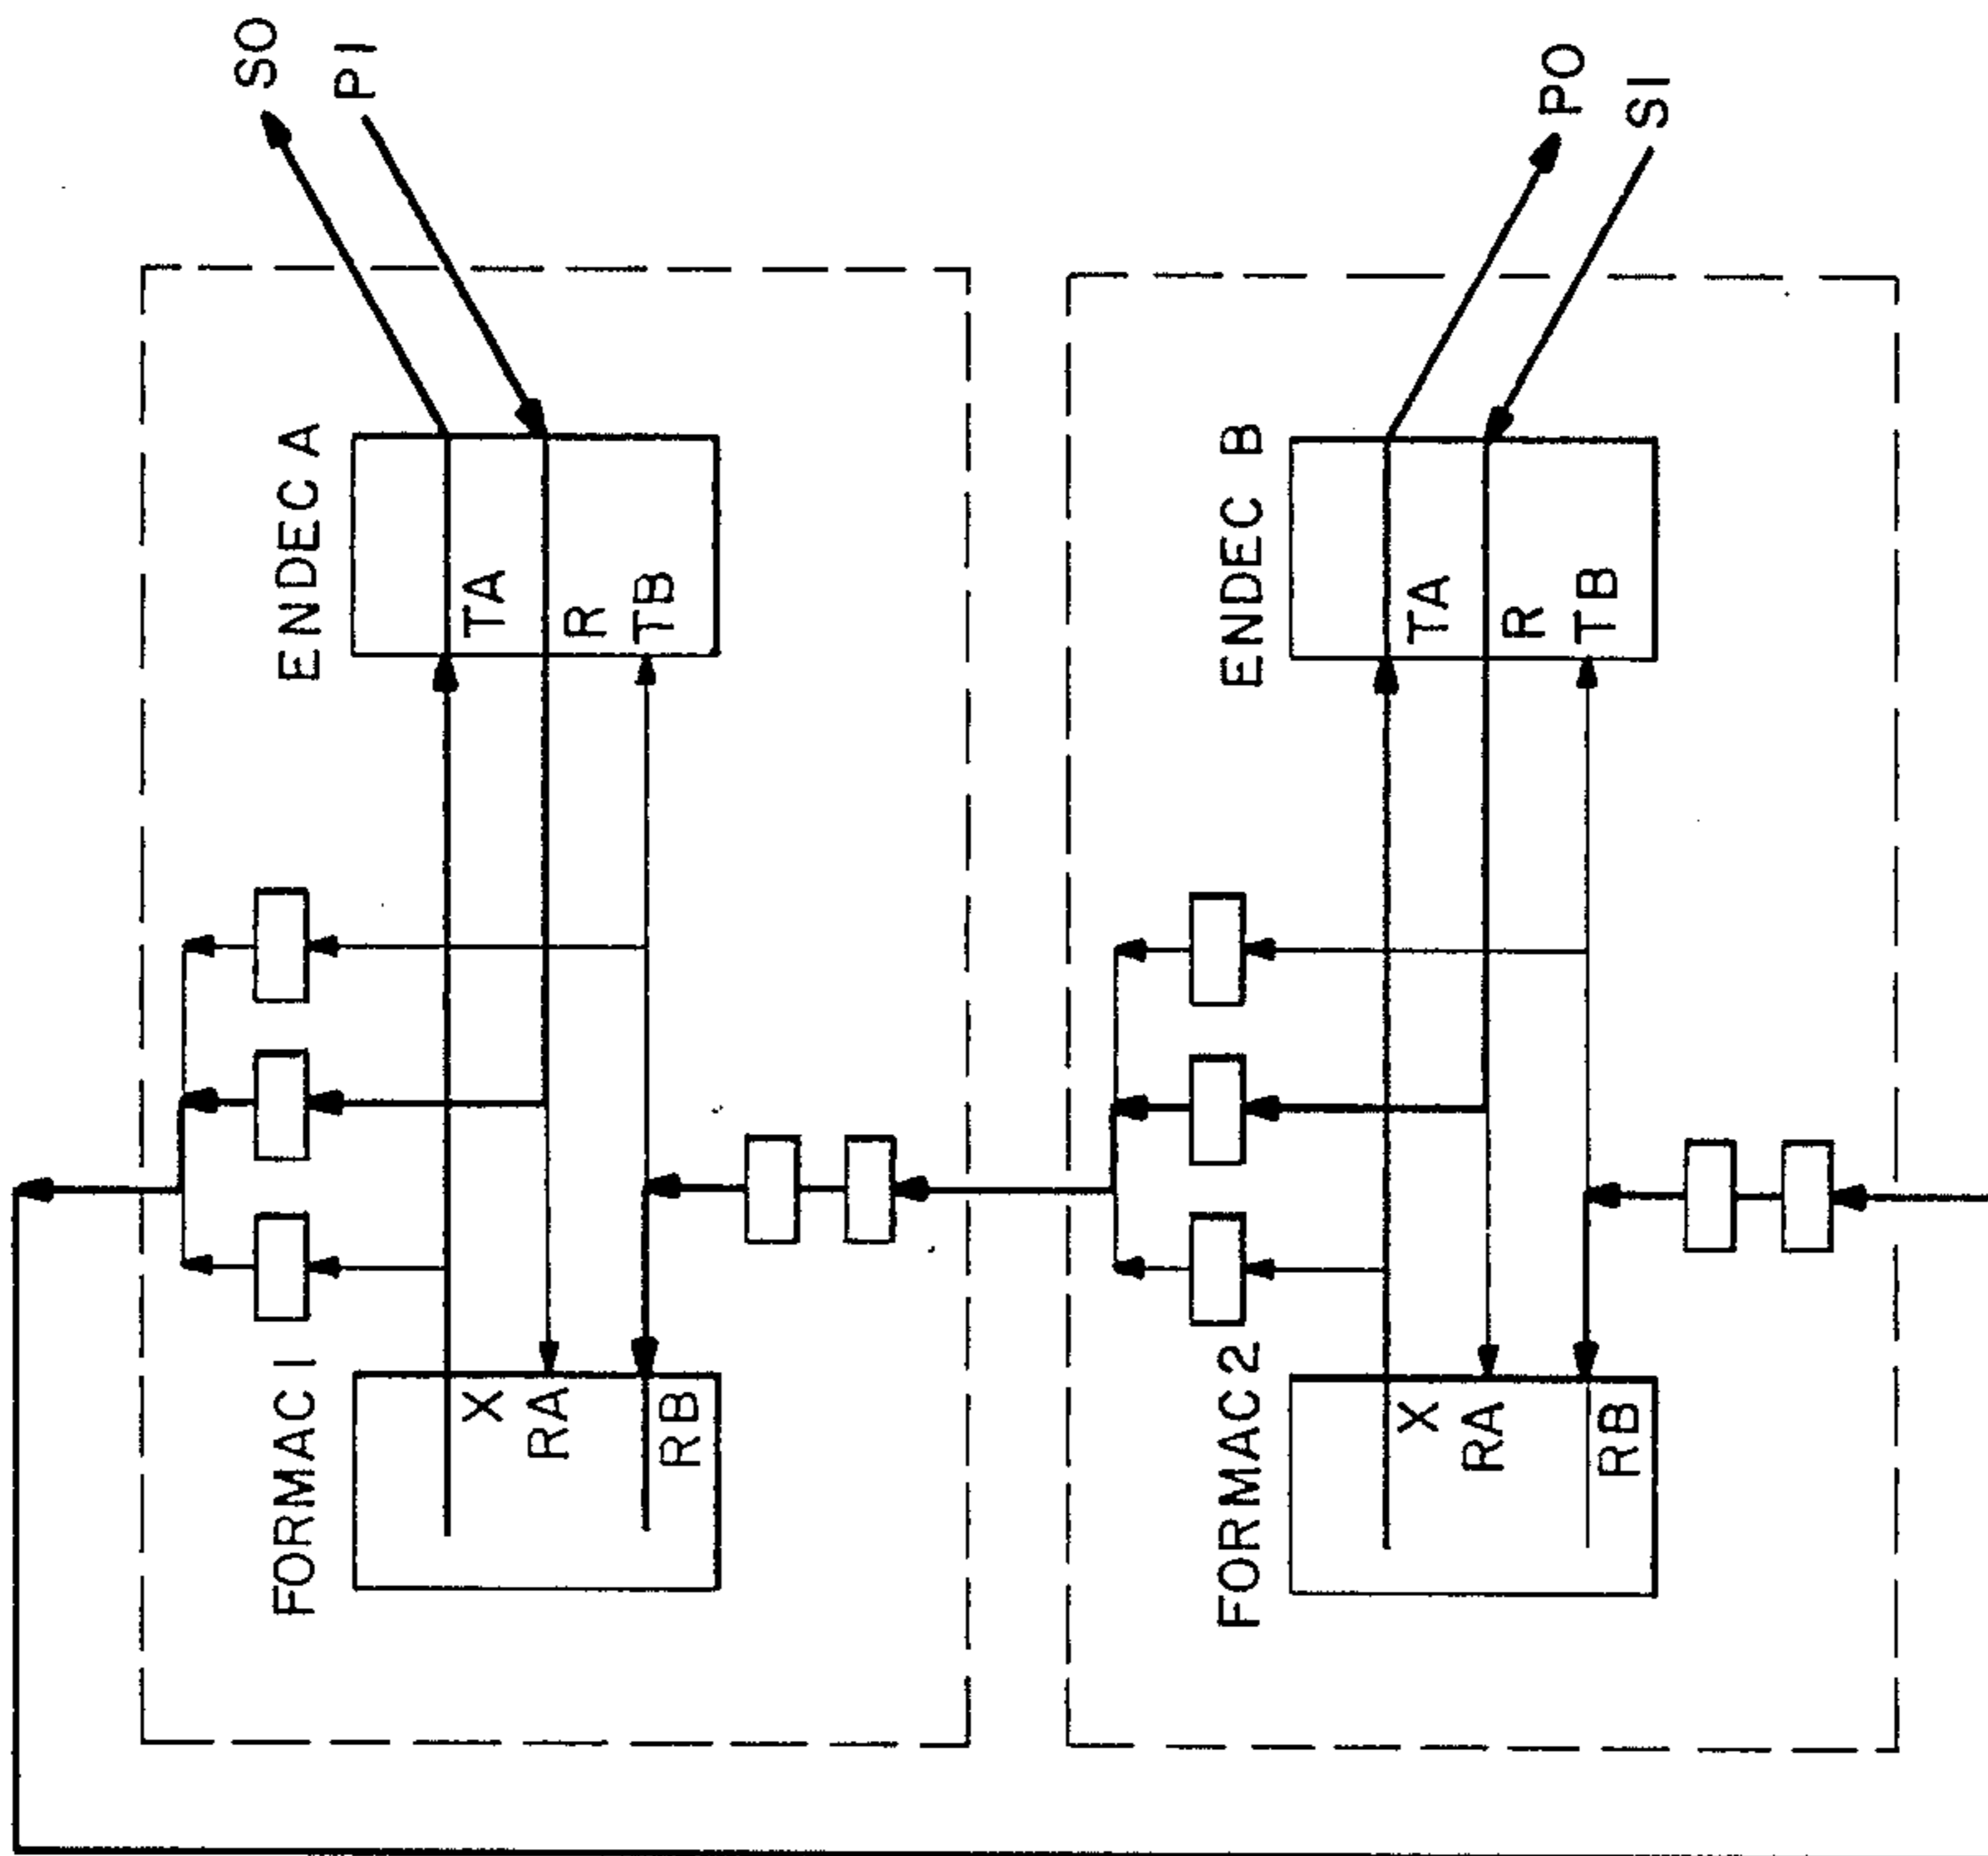 SO
PI
ENDEC A
TA
R
TB
FORMAC 1
X
RA
RB
PO
SI
ENDEC B
TA
R
TB
FORMAC 2
X
RA
RB